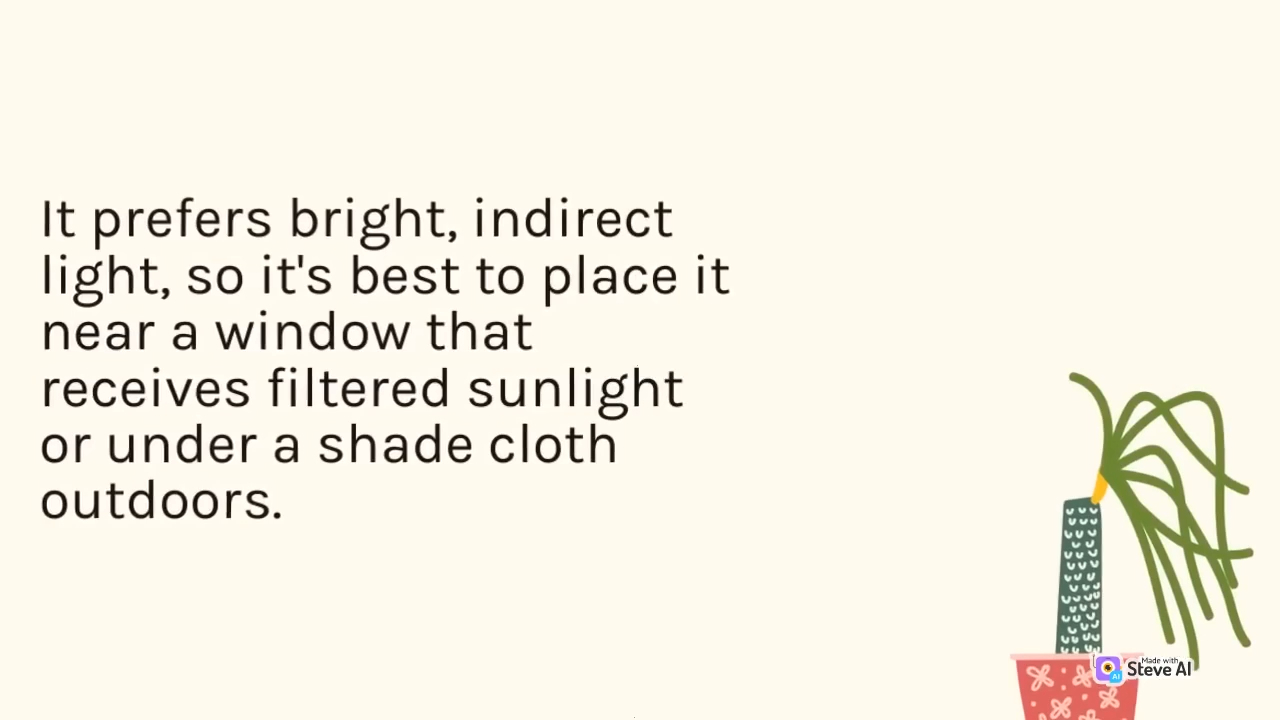 It prefers bright, indirect
light, so it's best to place it
near a window that
receives filtered sunlight
or under a shade cloth
outdoors.
Made with
Steve AI
AI